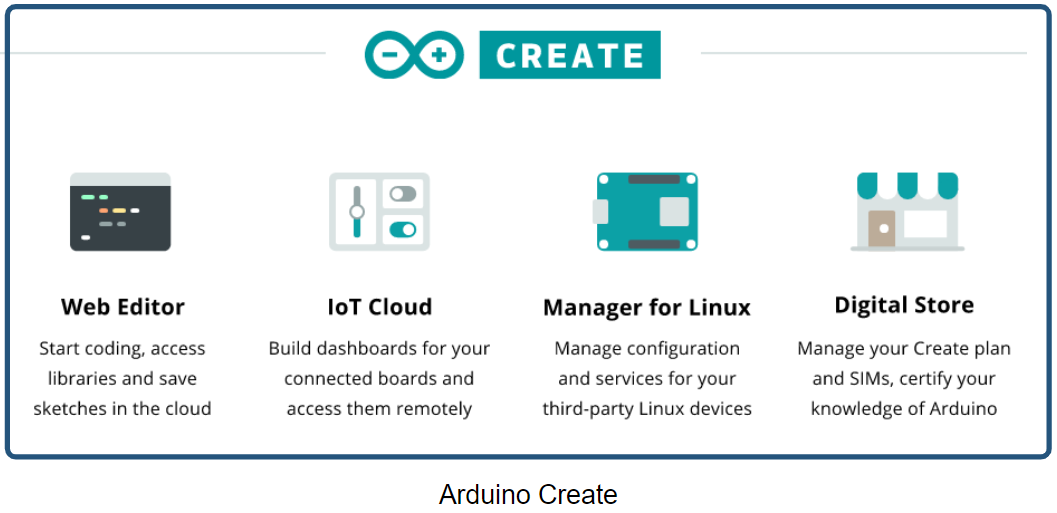 CREATE
Web Editor
Start coding, access
libraries and save
sketches in the cloud
IoT Cloud
Build dashboards for your
connected boards and
access them remotely
Manager for Linux
Manage configuration
and services for your
third-party Linux devices
Digital Store
Manage your Create plan
and SIMs, certify your
knowledge of Arduino
Arduino Create